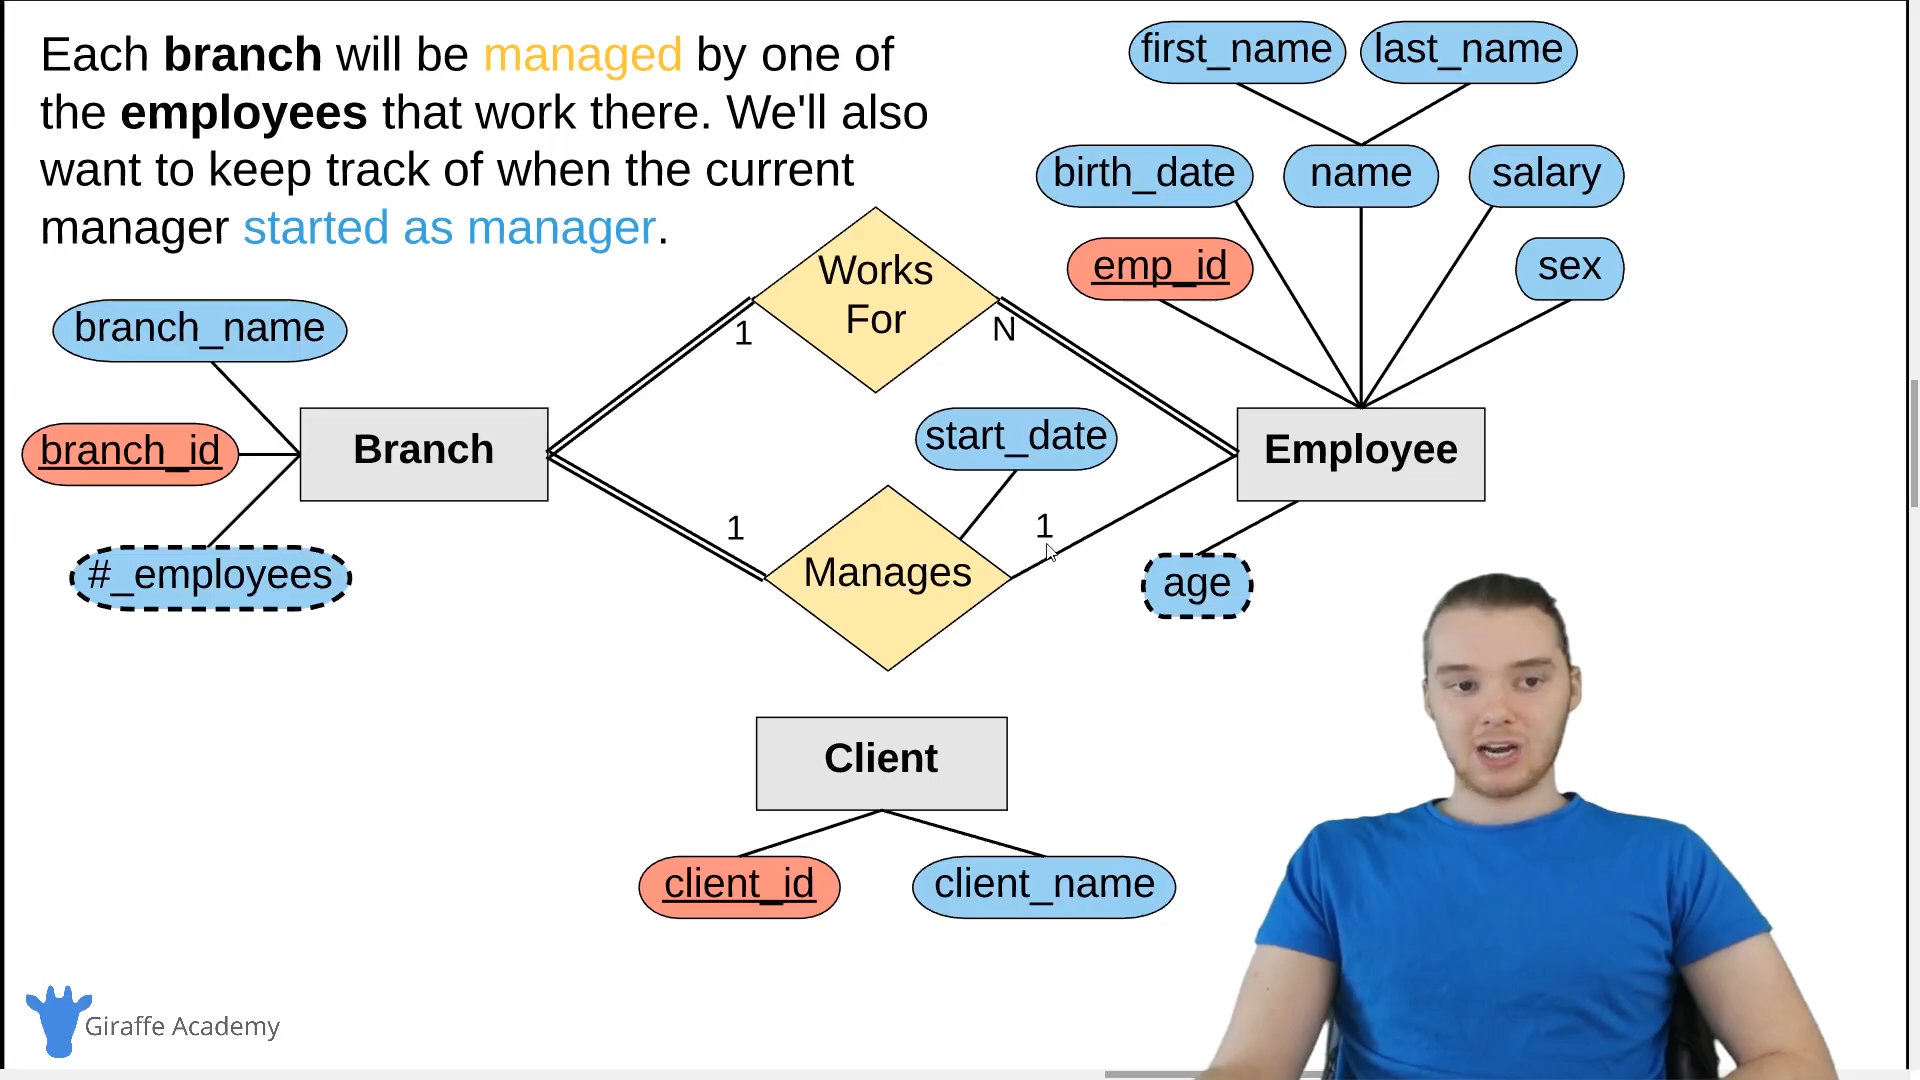 Each branch will be managed by one of
the employees that work there. We'll also
want to keep track of when the current
manager started as manager.
first_name
last_name
birth_date
name
salary
emp_id
sex
Works
For
1
N
branch_name
branch_id
#_employees
Branch
start_date
Employee
1
1
Manages
age
Client
client_id
client_name
Giraffe Academy